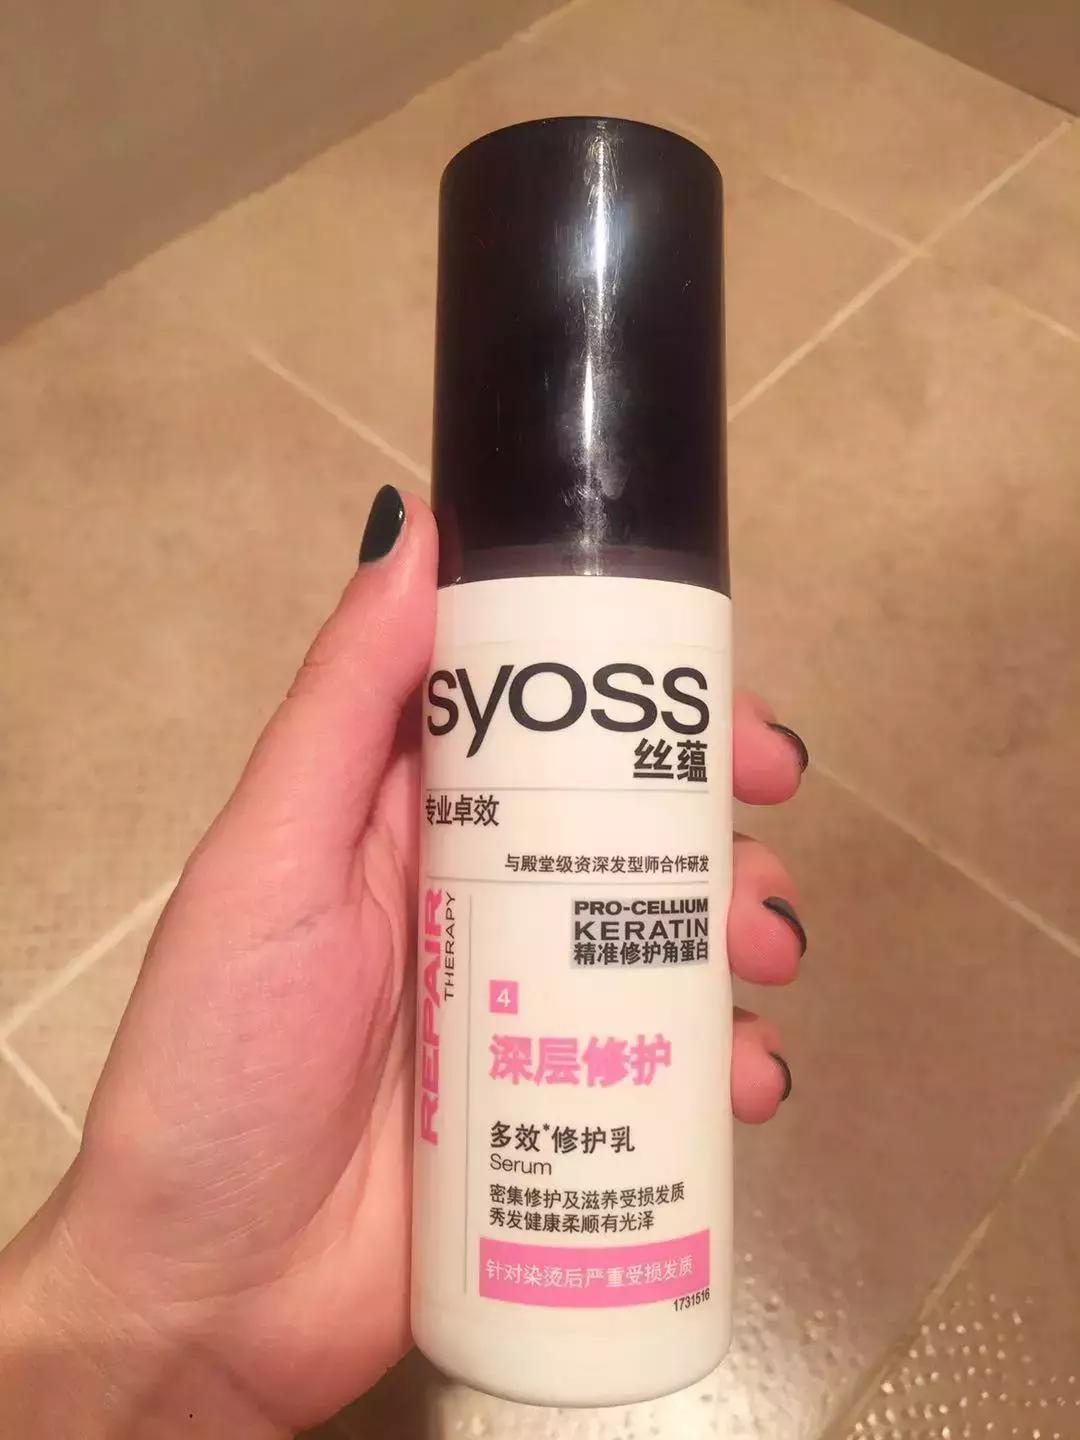 syoss
丝蕴
专业卓效
与殿堂级资深发型师合作研发
REPAIR
THERAPY
PRO-CELLIUM
KERATIN
精准修护角蛋白
4
深层修护
多效*修护乳
Serum
密集修护及滋养受损发质
秀发健康柔顺有光泽
针对染烫后严重受损发质
1731516